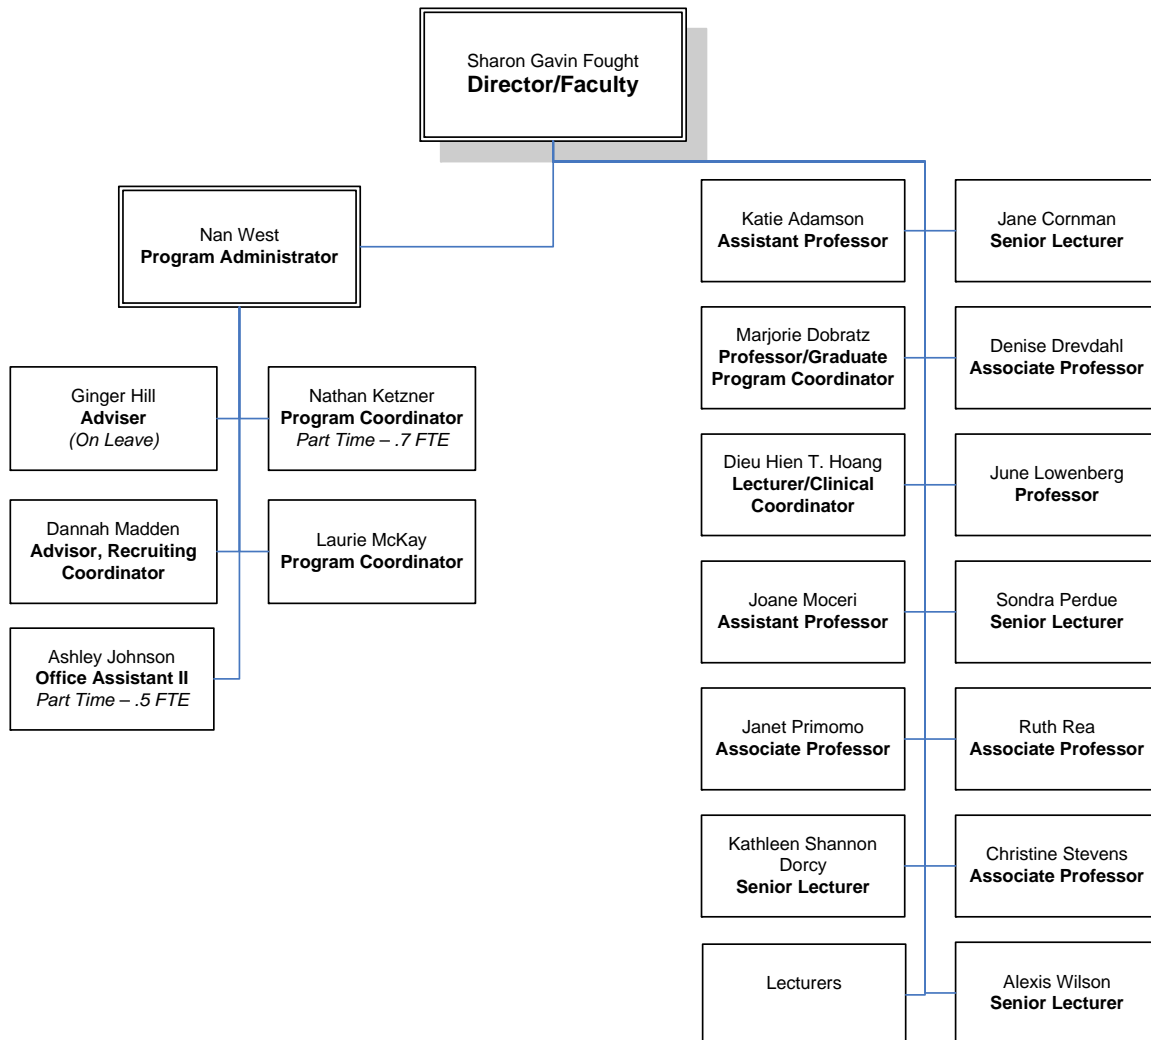 Sharon Gavin Fought
Director/Faculty
Nan West
Program Administrator
Ginger Hill
Adviser
(On Leave)
Nathan Ketzner
Program Coordinator
Part Time – .7 FTE
Dannah Madden
Advisor, Recruiting
Coordinator
Laurie McKay
Program Coordinator
Ashley Johnson
Office Assistant II
Part Time – .5 FTE
Katie Adamson
Assistant Professor
Jane Cornman
Senior Lecturer
Marjorie Dobratz
Professor/Graduate
Program Coordinator
Denise Drevdahl
Associate Professor
Dieu Hien T. Hoang
Lecturer/Clinical
Coordinator
June Lowenberg
Professor
Joane Moceri
Assistant Professor
Sondra Perdue
Senior Lecturer
Janet Primomo
Associate Professor
Ruth Rea
Associate Professor
Kathleen Shannon
Dorcy
Senior Lecturer
Christine Stevens
Associate Professor
Lecturers
Alexis Wilson
Senior Lecturer